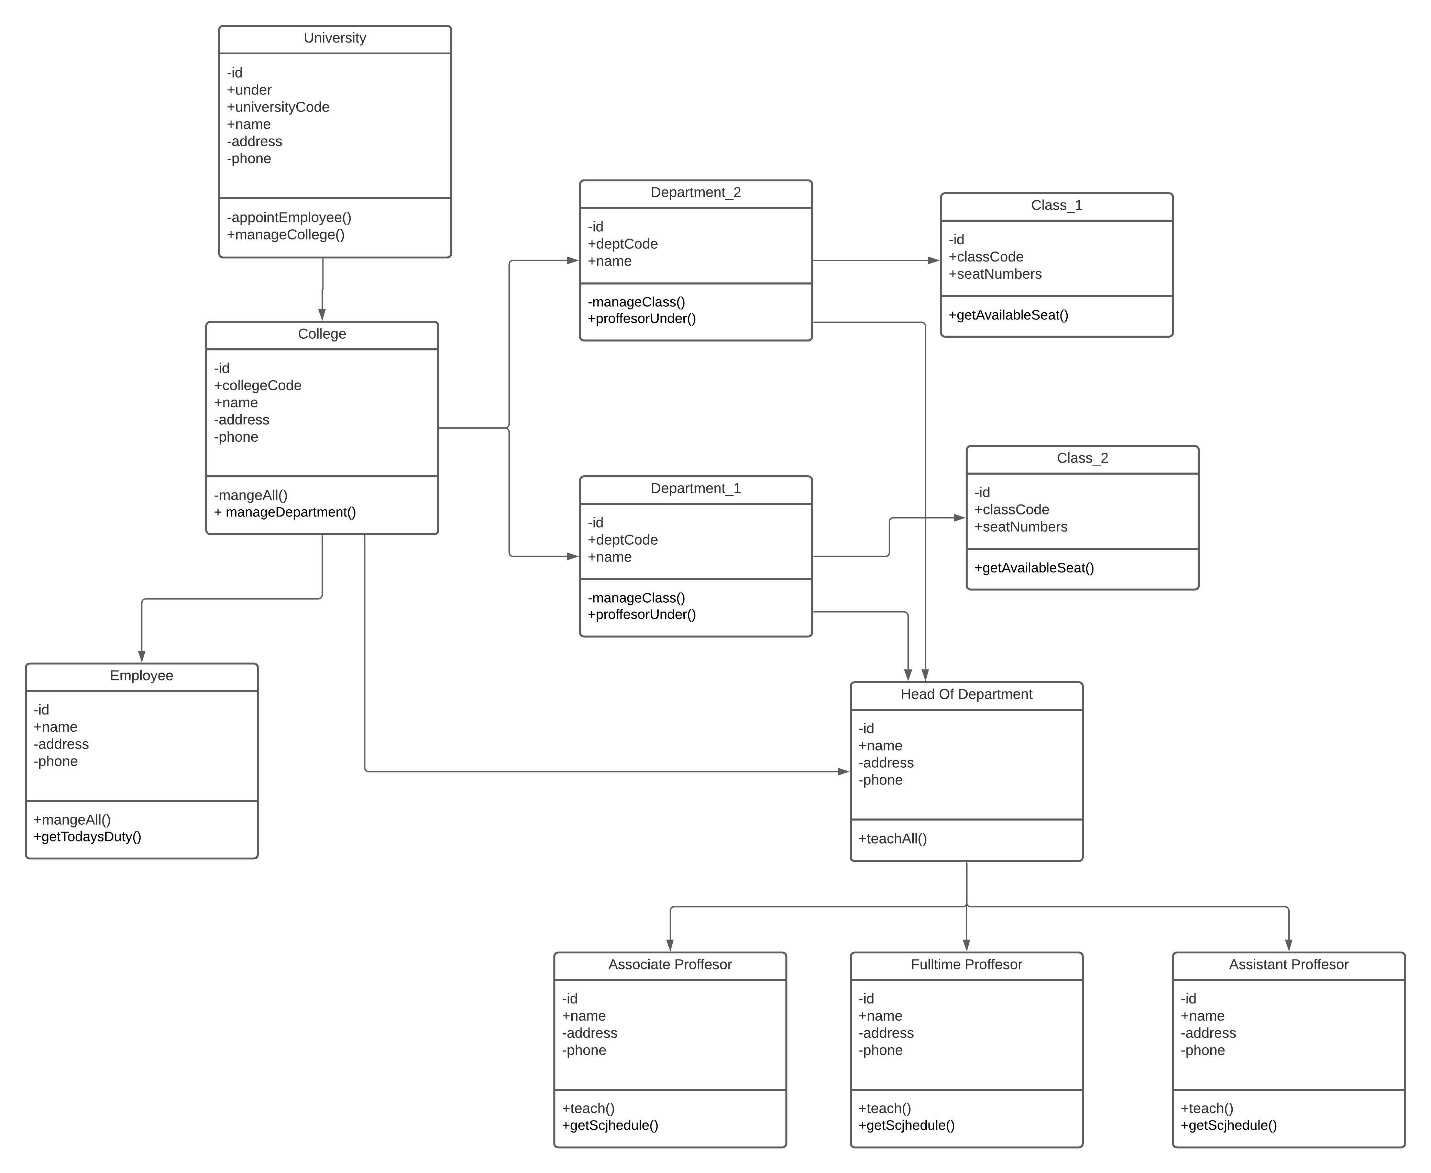 University
-id
+under
+universityCode
+name
-address
-phone
-appointEmployee()
+manageCollege()
Department_2
-id
+deptCode
+name
-manageClass()
+proffesorUnder()
Class_1
-id
+classCode
+seatNumbers
+getAvailableSeat()
College
-id
+collegeCode
+name
-address
-phone
-mangeAll()
+ manageDepartment()
Department_1
-id
+deptCode
+name
-manageClass()
+proffesorUnder()
Class_2
-id
+classCode
+seatNumbers
+getAvailableSeat()
Employee
-id
+name
-address
-phone
+mangeAll()
+getTodaysDuty()
Head Of Department
-id
+name
-address
-phone
+teachAll()
Associate Proffesor
-id
+name
-address
-phone
+teach()
+getScjhedule()
Fulltime Proffesor
-id
+name
-address
-phone
+teach()
+getScjhedule()
Assistant Proffesor
-id
+name
-address
-phone
+teach()
+getScjhedule()